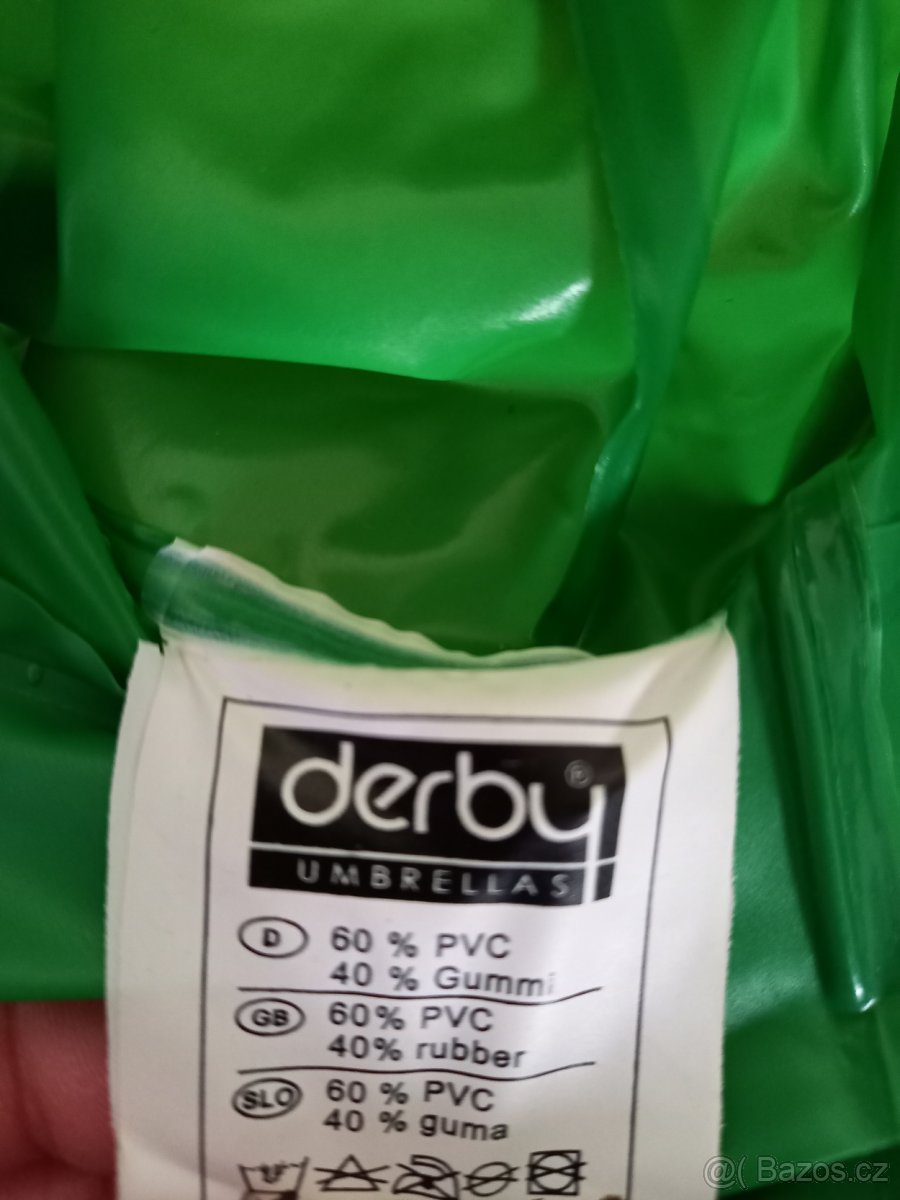 derby®
UMBRELLAS
D 60 % PVC
40 % Gummi
GB 60% PVC
40% rubber
SLO 60 % PVC
40 % guma
@( Bazos.cz